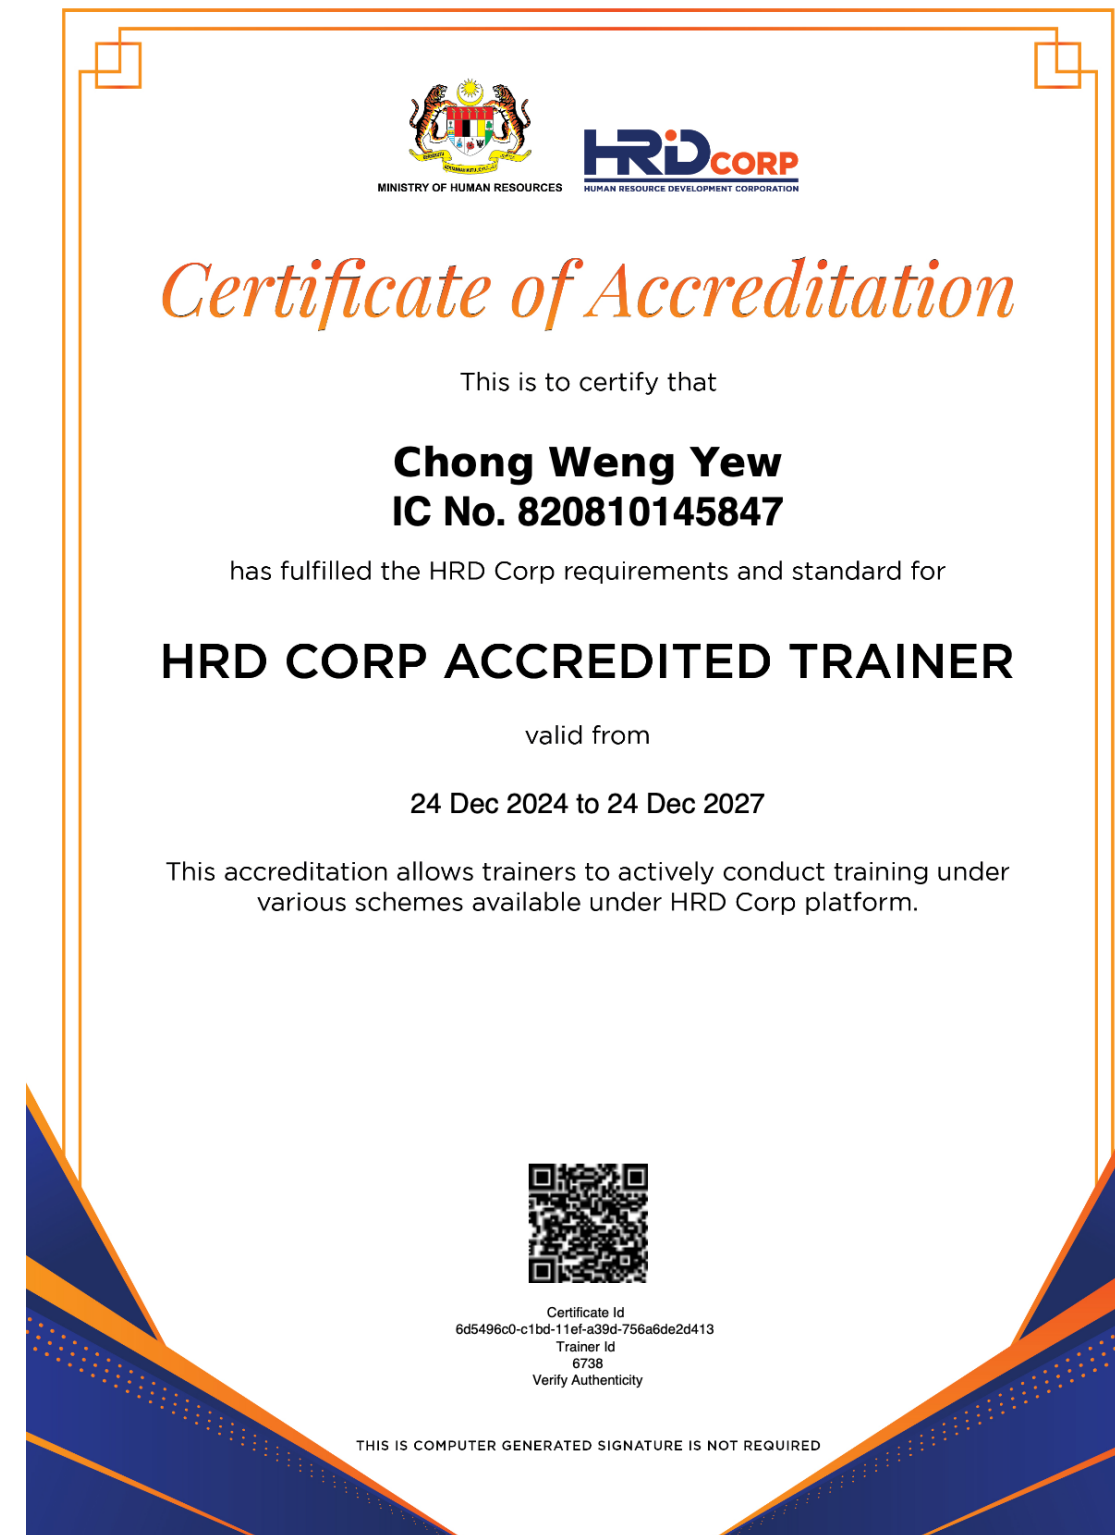 MINISTRY OF HUMAN RESOURCES
HRD CORP
HUMAN RESOURCE DEVELOPMENT CORPORATION
Certificate of Accreditation
This is to certify that
Chong Weng Yew
IC No. 820810145847
has fulfilled the HRD Corp requirements and standard for
HRD CORP ACCREDITED TRAINER
valid from
24 Dec 2024 to 24 Dec 2027
This accreditation allows trainers to actively conduct training under
various schemes available under HRD Corp platform.
Certificate Id
6d5496c0-c1bd-11ef-a39d-756a6de2d413
Trainer Id
6738
Verify Authenticity
THIS IS COMPUTER GENERATED SIGNATURE IS NOT REQUIRED